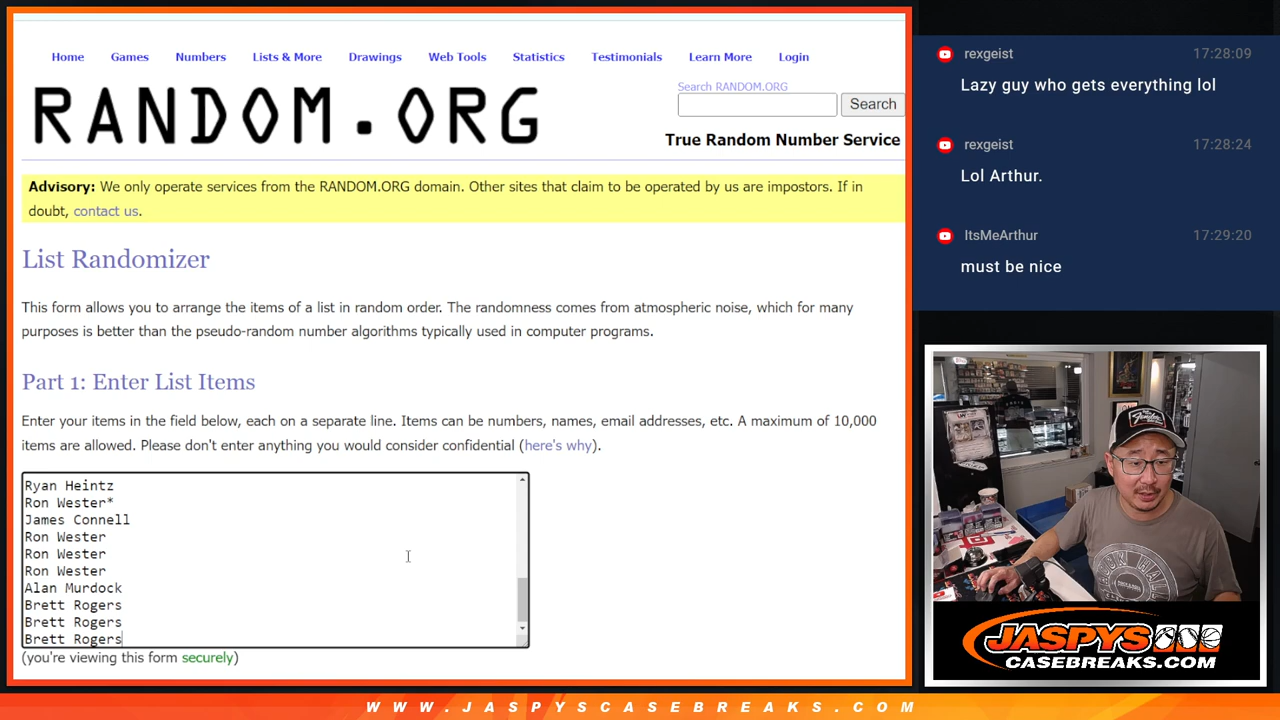 Home Games Numbers Lists & More Drawings Web Tools Statistics Testimonials Learn More Login
RANDOM.ORG
Search RANDOM.ORG
Search
True Random Number Service
Advisory: We only operate services from the RANDOM.ORG domain. Other sites that claim to be operated by us are impostors. If in
doubt, contact us.
List Randomizer
This form allows you to arrange the items of a list in random order. The randomness comes from atmospheric noise, which for many
purposes is better than the pseudo-random number algorithms typically used in computer programs.
Part 1: Enter List Items
Enter your items in the field below, each on a separate line. Items can be numbers, names, email addresses, etc. A maximum of 10,000
items are allowed. Please don't enter anything you would consider confidential (here's why).
Ryan Heintz
Ron Wester*
James Connell
Ron Wester
Ron Wester
Ron Wester
Alan Murdock
Brett Rogers
Brett Rogers
Brett Rogers
(you're viewing this form securely)
rexgeist 17:28:09
Lazy guy who gets everything lol
rexgeist 17:28:24
Lol Arthur.
ItsMeArthur 17:29:20
must be nice
JASPYS
CASEBREAKS.COM
WWW.JASPYSCASEBREAKS.COM